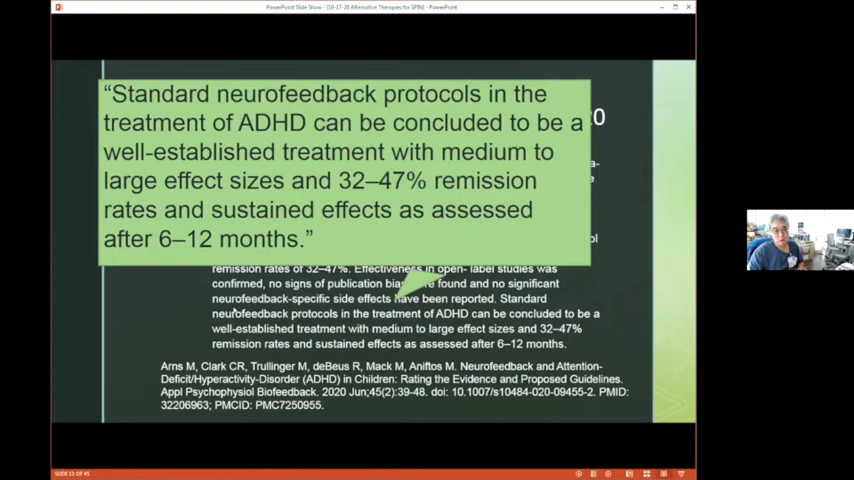 PowerPoint Slide Show - [10-17-20 Alternative Therapies for SPIN] - PowerPoint
“Standard neurofeedback protocols in the
treatment of ADHD can be concluded to be a
well-established treatment with medium to
large effect sizes and 32–47% remission
rates and sustained effects as assessed
after 6–12 months.”
20
a-
e
ol
remission rates of 32–47%. Effectiveness in open- label studies was
confirmed, no signs of publication bias were found and no significant
neurofeedback-specific side effects have been reported. Standard
neurofeedback protocols in the treatment of ADHD can be concluded to be a
well-established treatment with medium to large effect sizes and 32–47%
remission rates and sustained effects as assessed after 6–12 months.
Arns M, Clark CR, Trullinger M, deBeus R, Mack M, Aniftos M. Neurofeedback and Attention-
Deficit/Hyperactivity-Disorder (ADHD) in Children: Rating the Evidence and Proposed Guidelines.
Appl Psychophysiol Biofeedback. 2020 Jun;45(2):39-48. doi: 10.1007/s10484-020-09455-2. PMID:
32206963; PMCID: PMC7250955.
SLIDE 13 OF 45